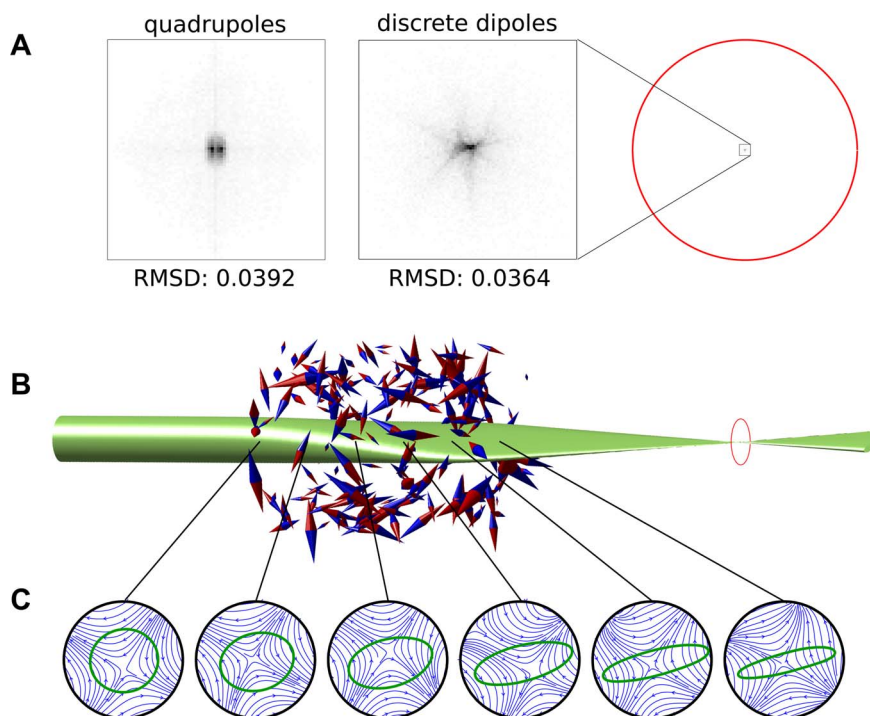 A
quadrupoles
discrete dipoles
RMSD: 0.0392
RMSD: 0.0364
B
C